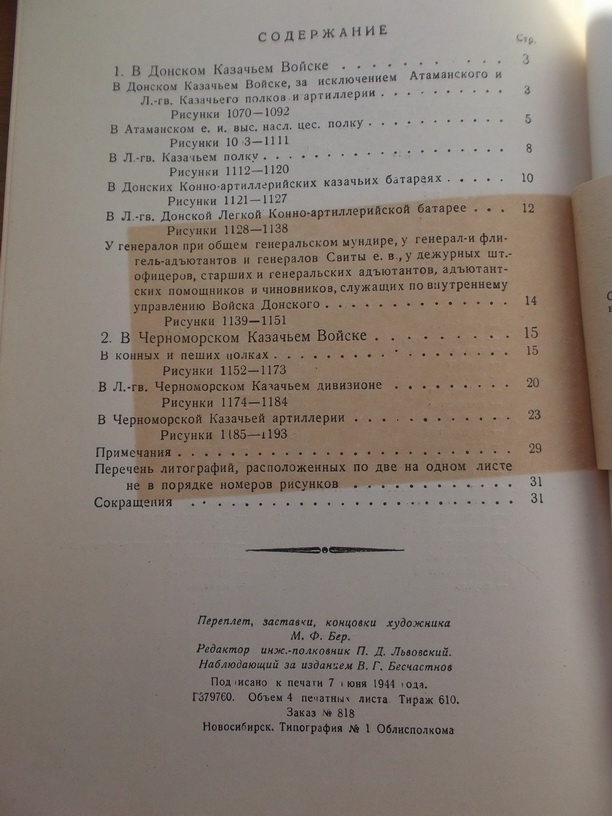 СОДЕРЖАНИЕ
Стр.
1. В Донском Казачьем Войске . . . . . . . . . 3
В Донском Казачьем Войске, за исключением Атаманского и
Л.-гв. Казачьего полков и артиллерии . . . . . . . . . 3
Рисунки 1070—1092
В Атаманском е. и. выс. насл. цес. полку . . . . . . . . . 5
Рисунки 10 3—1111
В Л.-гв. Казачьем полку . . . . . . . . . 8
Рисунки 1112—1120
В Донских Конно-артиллерийских казачьих батареях . . . . . 10
Рисунки 1121—1127
В Л.-гв. Донской Легкой Конно-артиллерийской батарее . . . 12
Рисунки 1128—1138
У генералов при общем генеральском мундире, у генерал-и фли-
гель-адъютантов и генералов Свиты е. в., у дежурных шт.-
офицеров, старших и генеральских адъютантов, адъютант-
ских помощников и чиновников, служащих по внутреннему
управлению Войска Донского . . . . . . . . . 14
Рисунки 1139—1151
2. В Черноморском Казачьем Войске . . . . . . . . . 15
В конных и пеших полках . . . . . . . . . 15
Рисунки 1152—1173
В Л.-гв. Черноморском Казачьем дивизионе . . . . . . . . . 20
Рисунки 1174—1184
В Черноморской Казачьей артиллерии . . . . . . . . . 23
Рисунки 1185—1193
Примечания . . . . . . . . . 29
Перечень литографий, расположенных по две на одном листе
не в порядке номеров рисунков . . . . . . . . . 31
Сокращения . . . . . . . . . 31
Переплет, заставки, концовки художника
М. Ф. Бер.
Редактор инж.-полковник П. Д. Львовский.
Наблюдающий за изданием В. Г. Бесчастнов
Подписано к печати 7 июня 1944 года.
Г379760. Объем 4 печатных листа Тираж 610.
Заказ № 818
Новосибирск. Типография № 1 Облисполкома